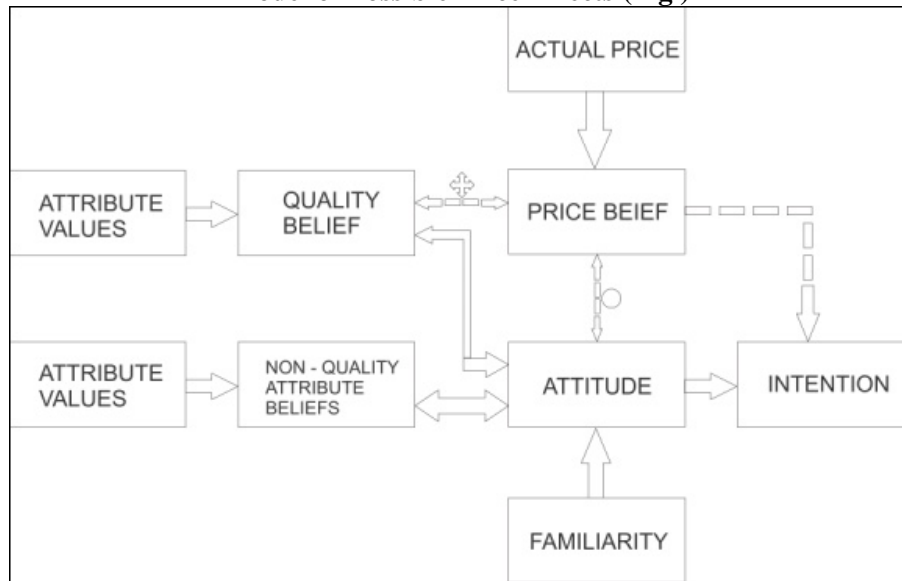 ACTUAL PRICE
ATTRIBUTE
VALUES
QUALITY
BELIEF
PRICE BEIEF
ATTRIBUTE
VALUES
NON - QUALITY
ATTRIBUTE
BELIEFS
ATTITUDE
INTENTION
FAMILIARITY